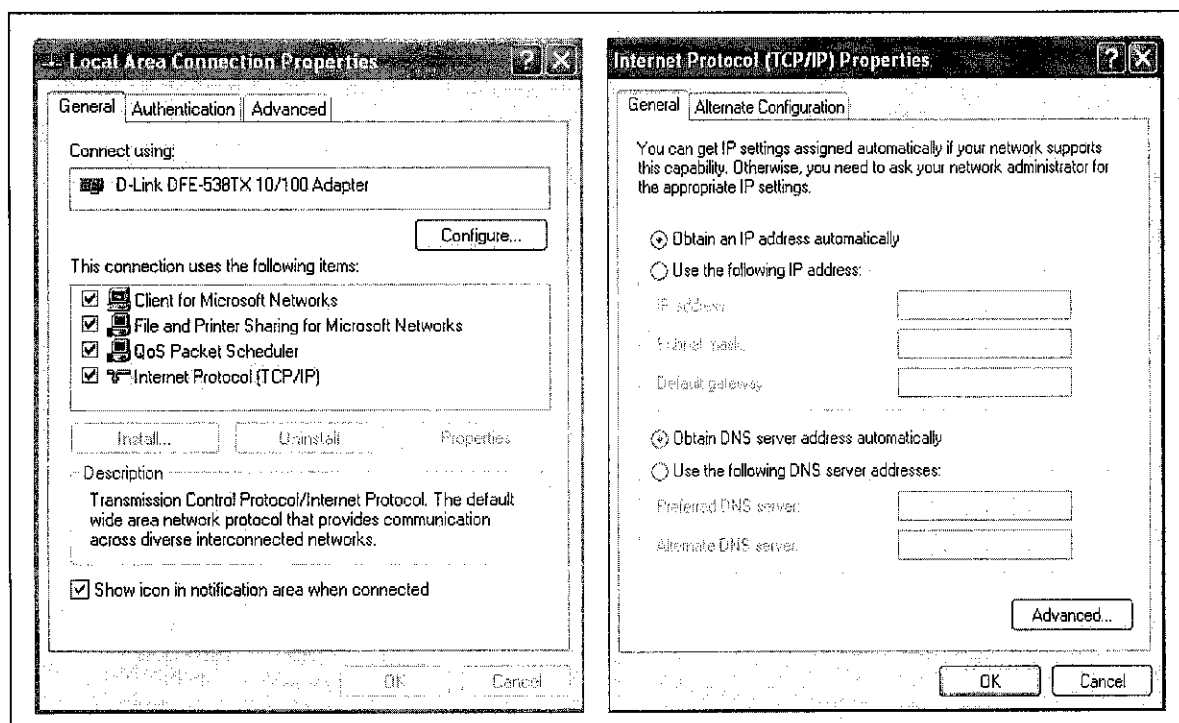 Local Area Connection Properties
General Authentication Advanced
Connect using:
D-Link DFE-538TX 10/100 Adapter
Configure...
This connection uses the following items:
Client for Microsoft Networks
File and Printer Sharing for Microsoft Networks
QoS Packet Scheduler
Internet Protocol (TCP/IP)
Install... Uninstall Properties
Description
Transmission Control Protocol/Internet Protocol. The default
wide area network protocol that provides communication
across diverse interconnected networks.
Show icon in notification area when connected
OK Cancel
Internet Protocol (TCP/IP) Properties
General Alternate Configuration
You can get IP settings assigned automatically if your network supports
this capability. Otherwise, you need to ask your network administrator for
the appropriate IP settings.
Obtain an IP address automatically
Use the following IP address:
IP address
Subnet mask:
Default gateway
Obtain DNS server address automatically
Use the following DNS server addresses:
Preferred DNS server:
Alternate DNS server:
Advanced...
OK Cancel